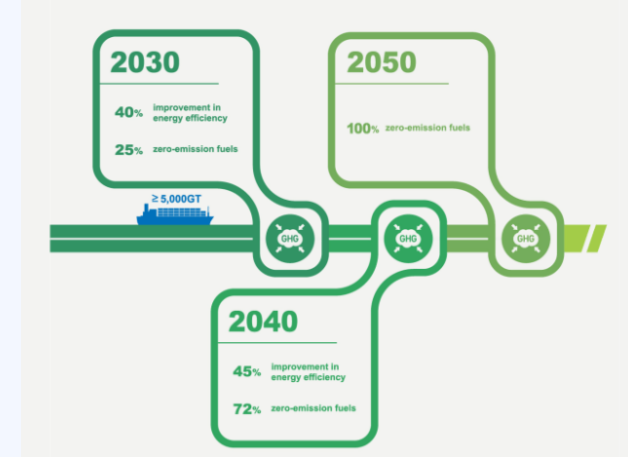 2030
40% improvement in
energy efficiency
25% zero-emission fuels
2050
100% zero-emission fuels
≥ 5,000GT
GHG
GHG
GHG
2040
45% improvement in
energy efficiency
72% zero-emission fuels